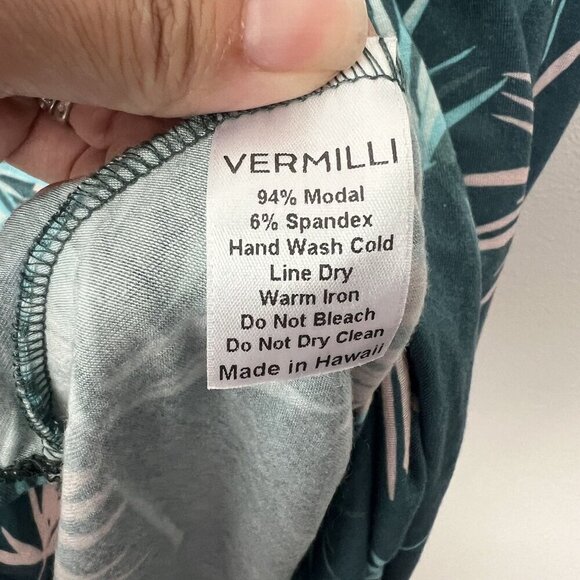 VERMILLI
94% Modal
6% Spandex
Hand Wash Cold
Line Dry
Warm Iron
Do Not Bleach
Do Not Dry Clean
Made in Hawaii